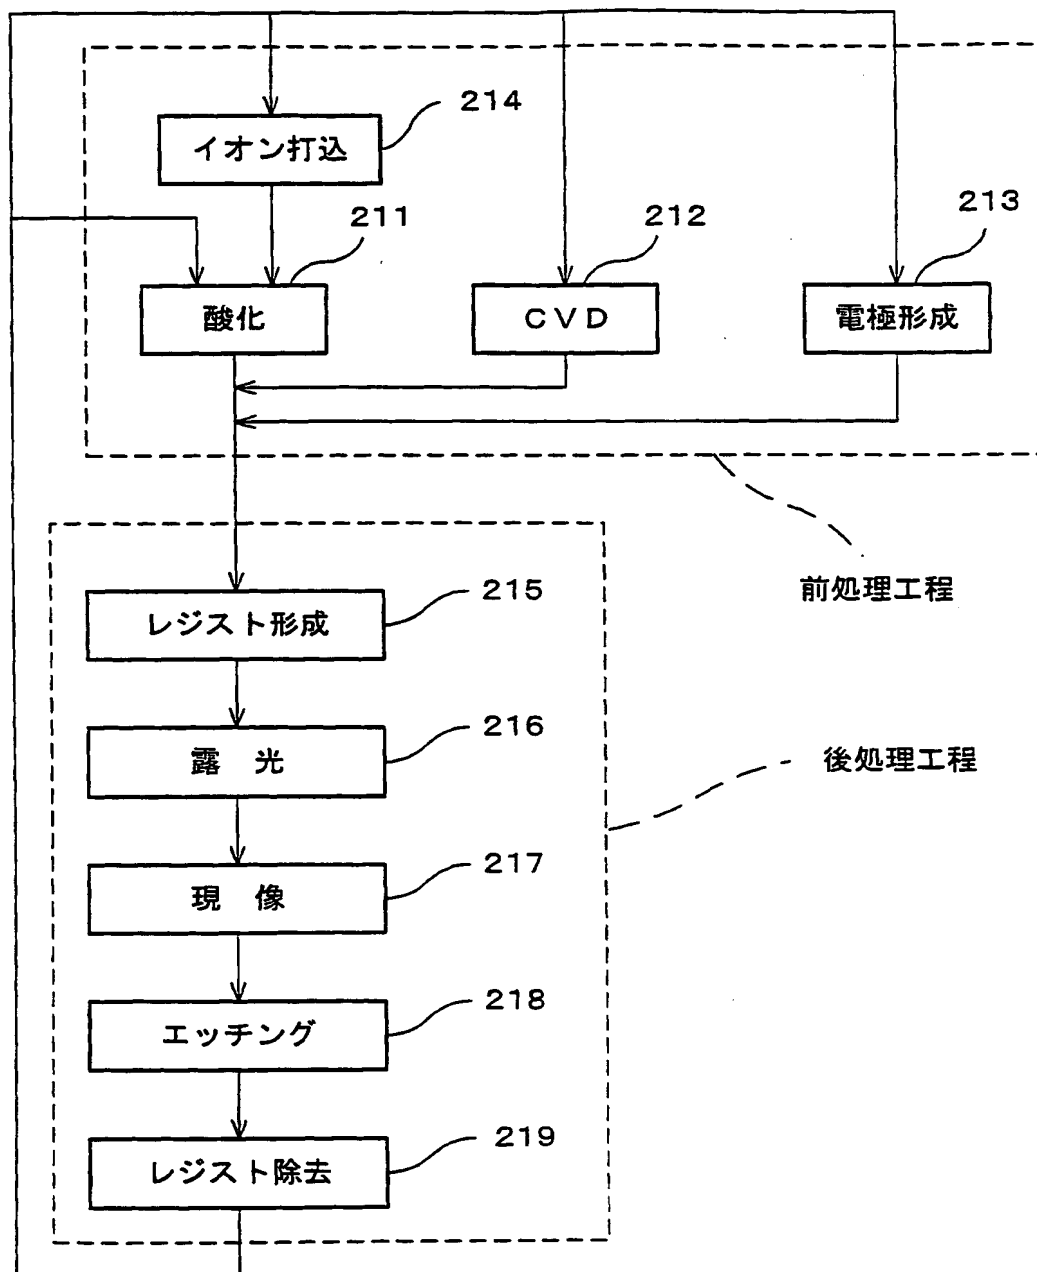 214
イオン打込
211
212
213
酸化
CVD
電極形成
前処理工程
215
レジスト形成
216
露 光
後処理工程
217
現 像
218
エッチング
219
レジスト除去